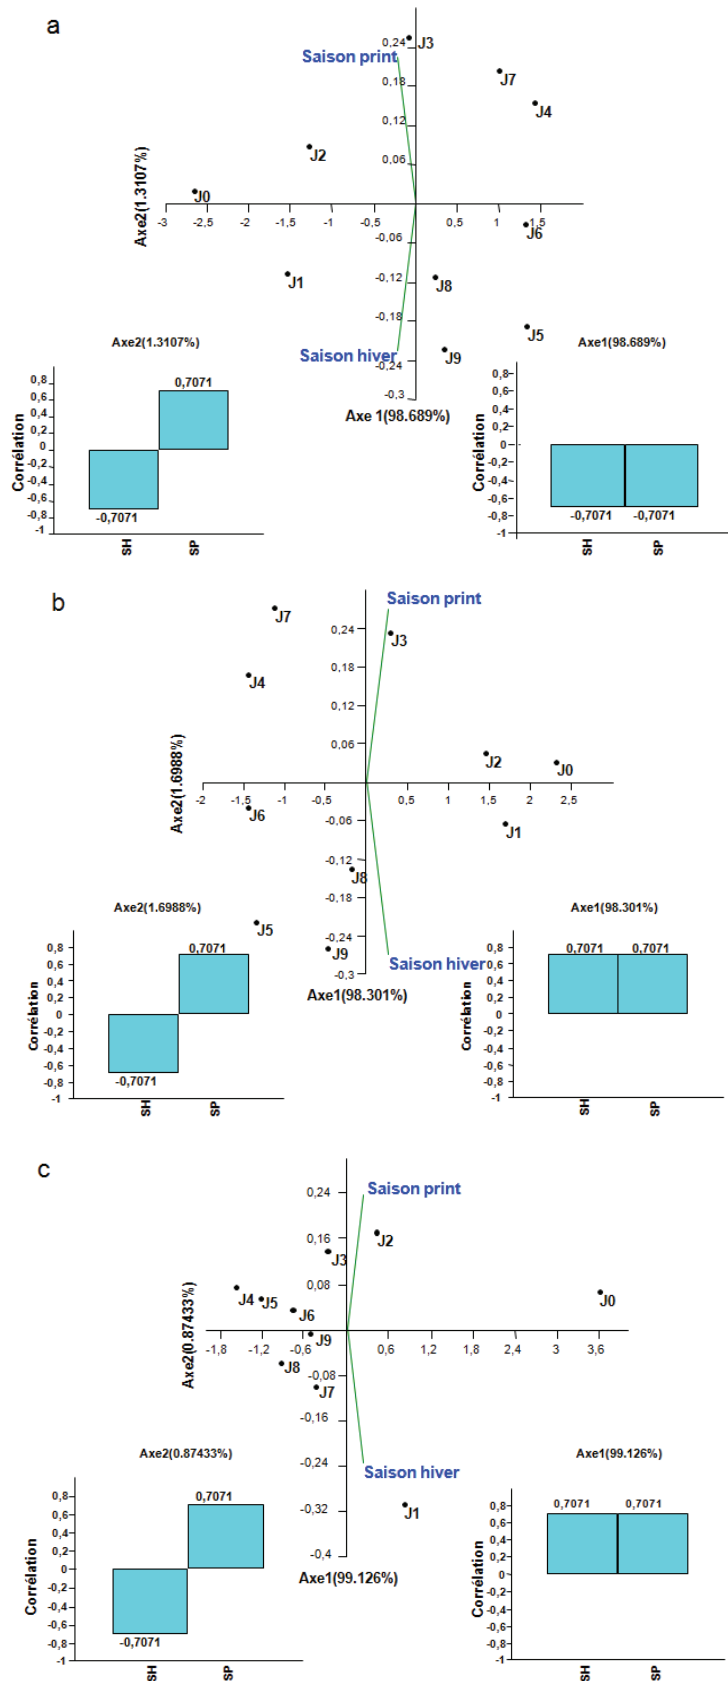 a
0,24
J3
Saison print
0,18
J7
J4
0,12
J2
0,06
Axe2(1.3107%)
J0
-3 -2,5 -2 -1,5 -1 -0,5 0,5 1 1,5
J6
-0,06
J1
-0,12
J8
-0,18
J5
Axe2(1.3107%)
Saison hiver
J9
Axe1(98.689%)
-0,24
-0,3
Axe 1(98.689%)
Corrélation
0,8
0,6
0,4
0,2
0
-0,2
-0,4
-0,6
-0,8
-1
0,7071
-0,7071
SH SP
Corrélation
0,8
0,6
0,4
0,2
0
-0,2
-0,4
-0,6
-0,8
-1
-0,7071 -0,7071
SH SP
b
Saison print
J7
0,24
J3
0,18
J4
0,12
0,06
J2
J0
Axe2(1.6988%)
-2 -1,5 -1 -0,5 0,5 1 1,5 2 2,5
J6
-0,06
J1
-0,12
J8
-0,18
Axe2(1.6988%)
J5
Axe1(98.301%)
-0,24
J9
Saison hiver
-0,3
Axe1(98.301%)
Corrélation
0,8
0,6
0,4
0,2
0
-0,2
-0,4
-0,6
-0,8
-1
0,7071
-0,7071
SH SP
Corrélation
0,8
0,6
0,4
0,2
0
-0,2
-0,4
-0,6
-0,8
-1
0,7071 0,7071
SH SP
c
Saison print
0,24
0,16
J2
J3
0,08
J4 J5
J6
J0
Axe2(0.87433%)
J9
-1,8 -1,2 -0,6 0,6 1,2 1,8 2,4 3 3,6
J8
-0,08
J7
-0,16
-0,24
Axe2(0.87433%)
Saison hiver
Axe1(99.126%)
-0,32
J1
-0,4
Axe1(99.126%)
Corrélation
0,8
0,6
0,4
0,2
0
-0,2
-0,4
-0,6
-0,8
-1
0,7071
-0,7071
SH SP
Corrélation
0,8
0,6
0,4
0,2
0
-0,2
-0,4
-0,6
-0,8
-1
0,7071 0,7071
SH SP